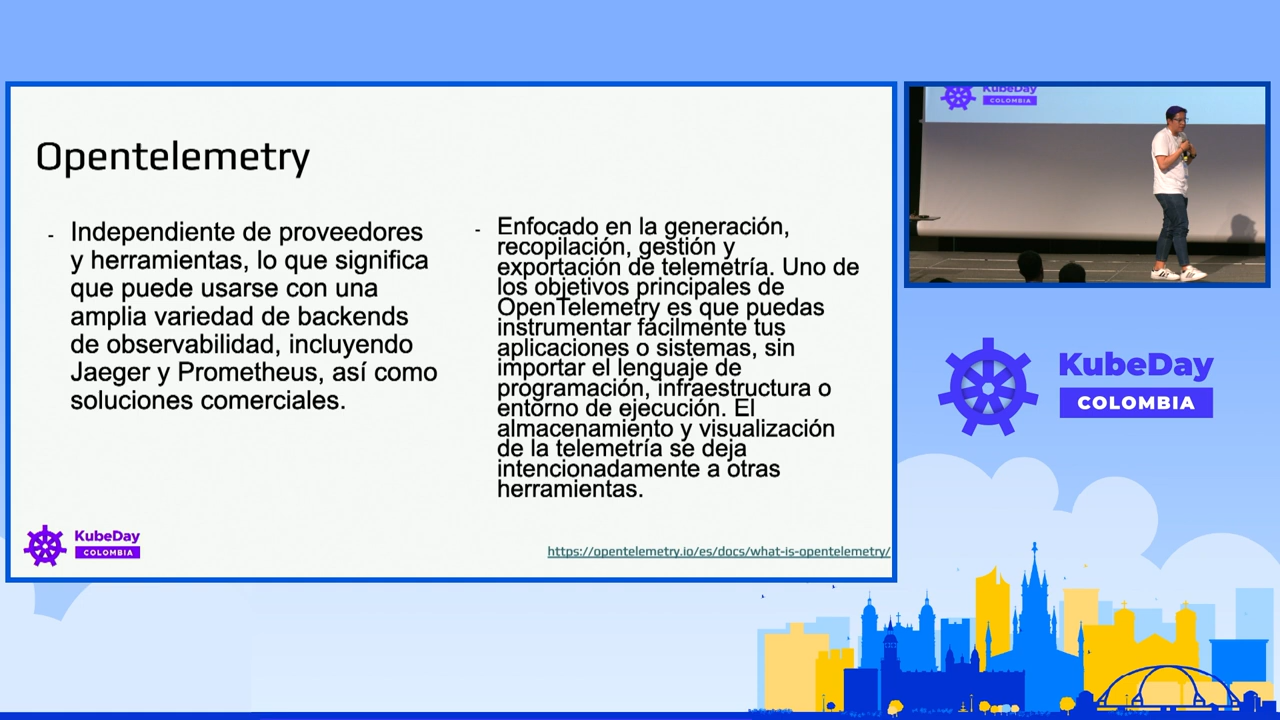 Opentelemetry
- Independiente de proveedores
y herramientas, lo que significa
que puede usarse con una
amplia variedad de backends
de observabilidad, incluyendo
Jaeger y Prometheus, así como
soluciones comerciales.
- Enfocado en la generación,
recopilación, gestión y
exportación de telemetría. Uno de
los objetivos principales de
OpenTelemetry es que puedas
instrumentar fácilmente tus
aplicaciones o sistemas, sin
importar el lenguaje de
programación, infraestructura o
entorno de ejecución. El
almacenamiento y visualización
de la telemetría se deja
intencionadamente a otras
herramientas.
KubeDay
COLOMBIA
https://opentelemetry.io/es/docs/what-is-opentelemetry/
KubeDay
COLOMBIA
KubeDay
COLOMBIA